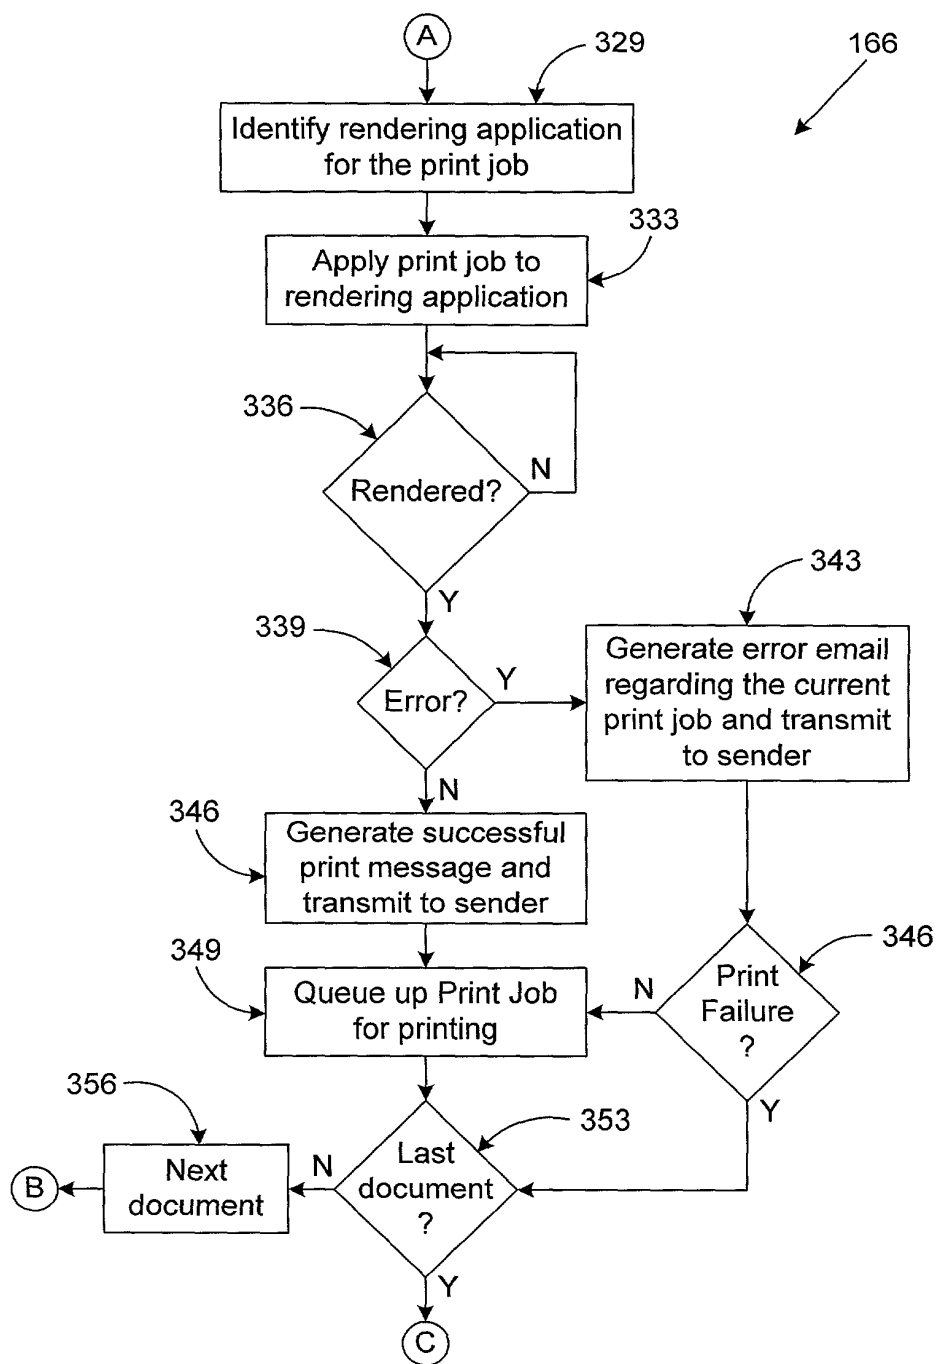 A
329
166
Identify rendering application
for the print job
333
Apply print job to
rendering application
336
Rendered?
N
Y
343
339
Error?
Y
Generate error email
regarding the current
print job and transmit
to sender
N
346
Generate successful
print message and
transmit to sender
346
349
Queue up Print Job
for printing
N
Print
Failure
?
Y
356
353
Next
document
B
N
Last
document
?
Y
C